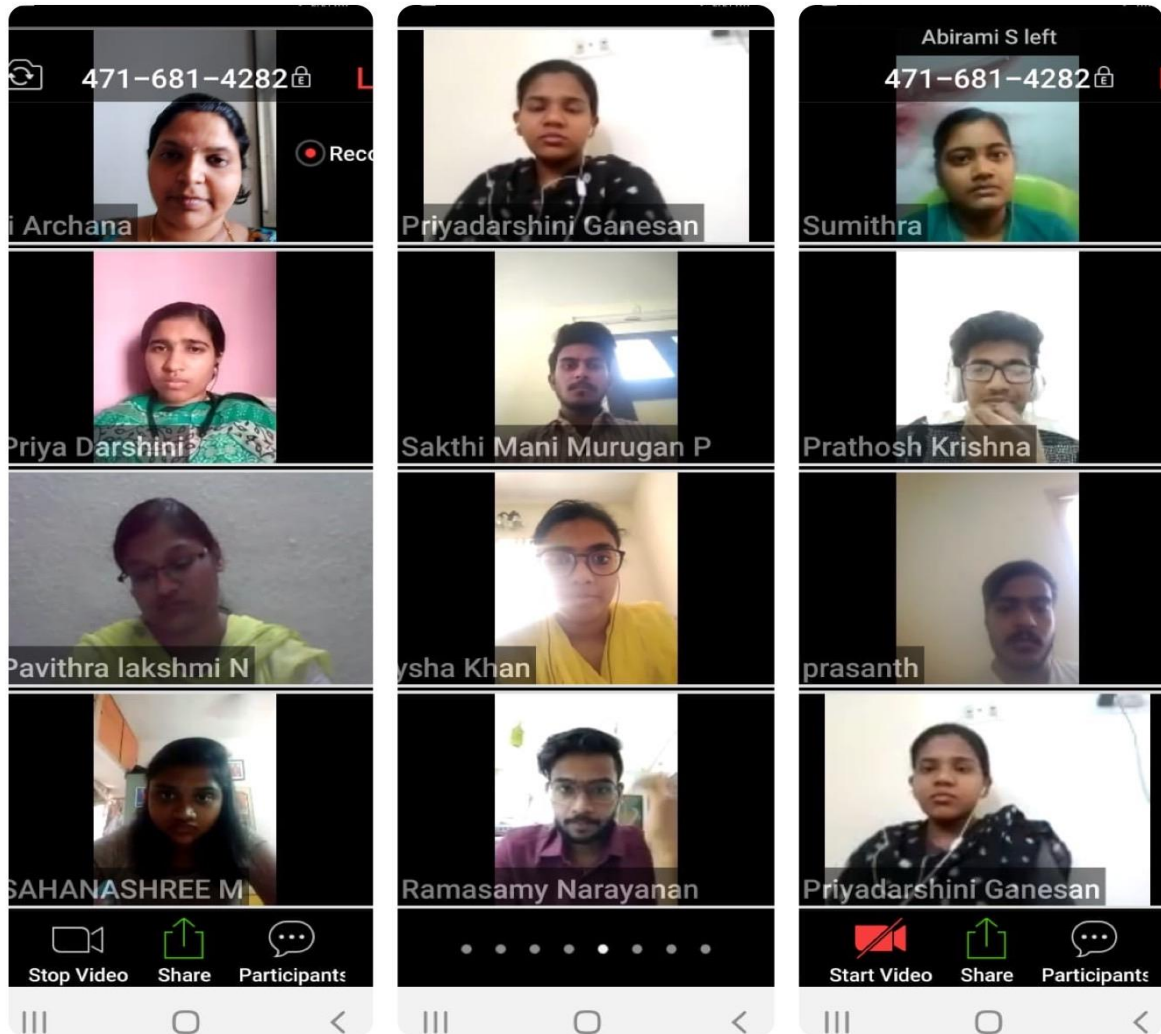 471-681-4282
i Archana
Priya Darshini
Pavithra lakshmi N
SAHANASHREE M
Stop Video Share Participants
Priyadarshini Ganesan
Sakthi Mani Murugan P
ysha Khan
Ramasamy Narayanan
Abirami S left
471-681-4282
Sumithra
Prathosh Krishna
prasanth
Priyadarshini Ganesan
Start Video Share Participants